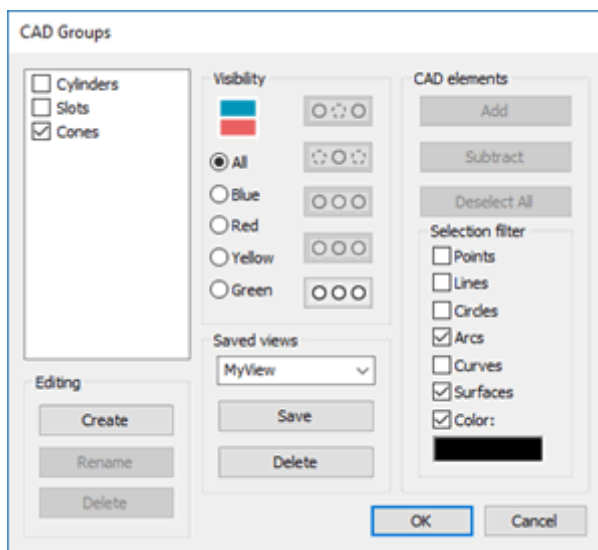 CAD Groups
Cylinders
Slots
Cones
Editing
Create
Rename
Delete
Visibility
All
Blue
Red
Yellow
Green
Saved views
MyView
Save
Delete
CAD elements
Add
Subtract
Deselect All
Selection filter
Points
Lines
Circles
Arcs
Curves
Surfaces
Color:
OK
Cancel